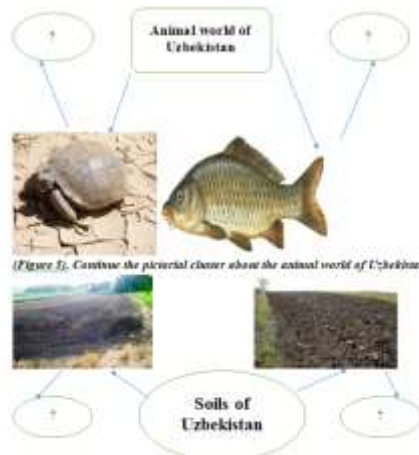 ?
?
Animal world of
Uzbekistan
(Figure 5). Continue the pictorial cluster about the animal world of Uzbekistan
Soils of
Uzbekistan
?
?